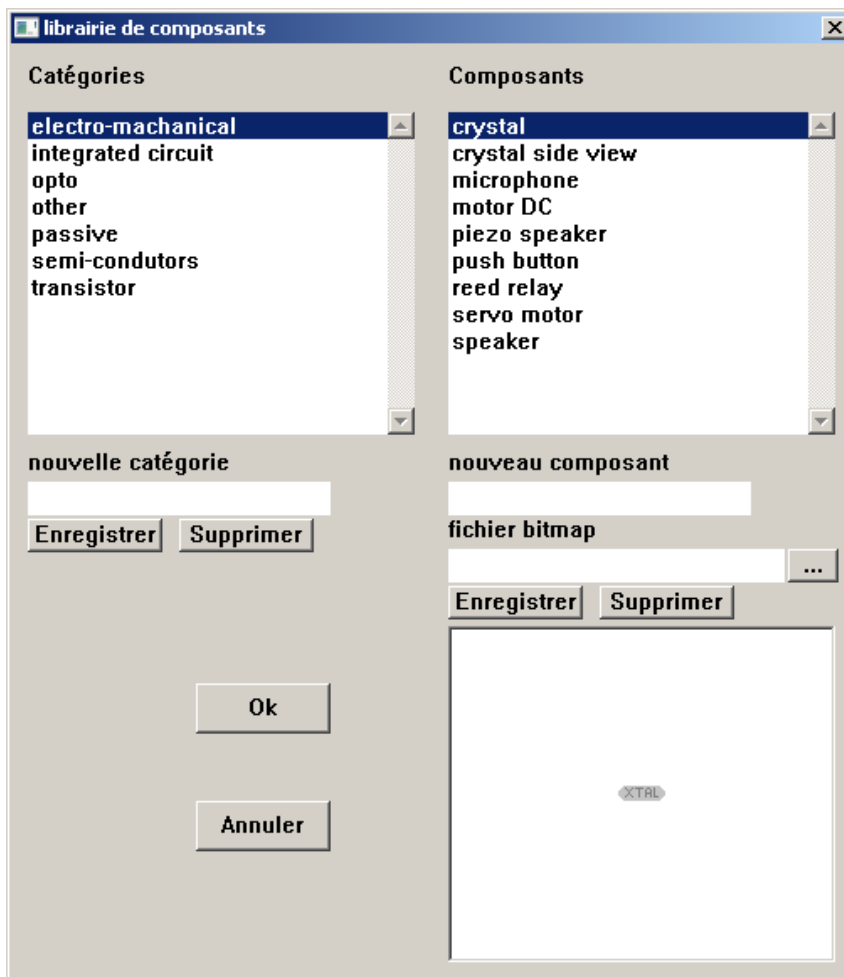 librairie de composants
Catégories
electro-machanical
integrated circuit
opto
other
passive
semi-condutors
transistor
nouvelle catégorie
Enregistrer Supprimer
Ok
Annuler
Composants
crystal
crystal side view
microphone
motor DC
piezo speaker
push button
reed relay
servo motor
speaker
nouveau composant
fichier bitmap
...
Enregistrer Supprimer
XTAL